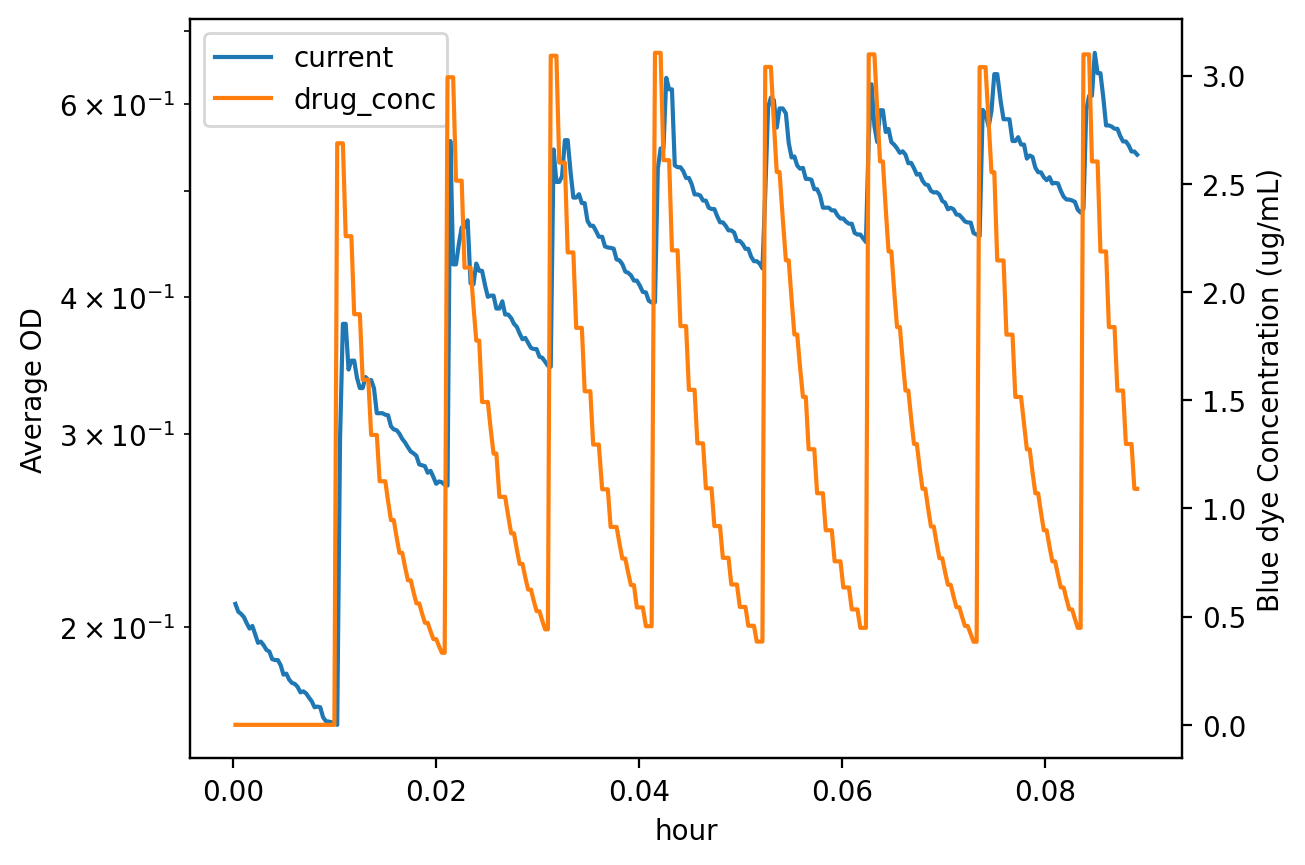 current
drug_conc
6 × 10⁻¹
4 × 10⁻¹
3 × 10⁻¹
2 × 10⁻¹
Average OD
3.0
2.5
2.0
1.5
1.0
0.5
0.0
Blue dye Concentration (ug/mL)
0.00 0.02 0.04 0.06 0.08
hour